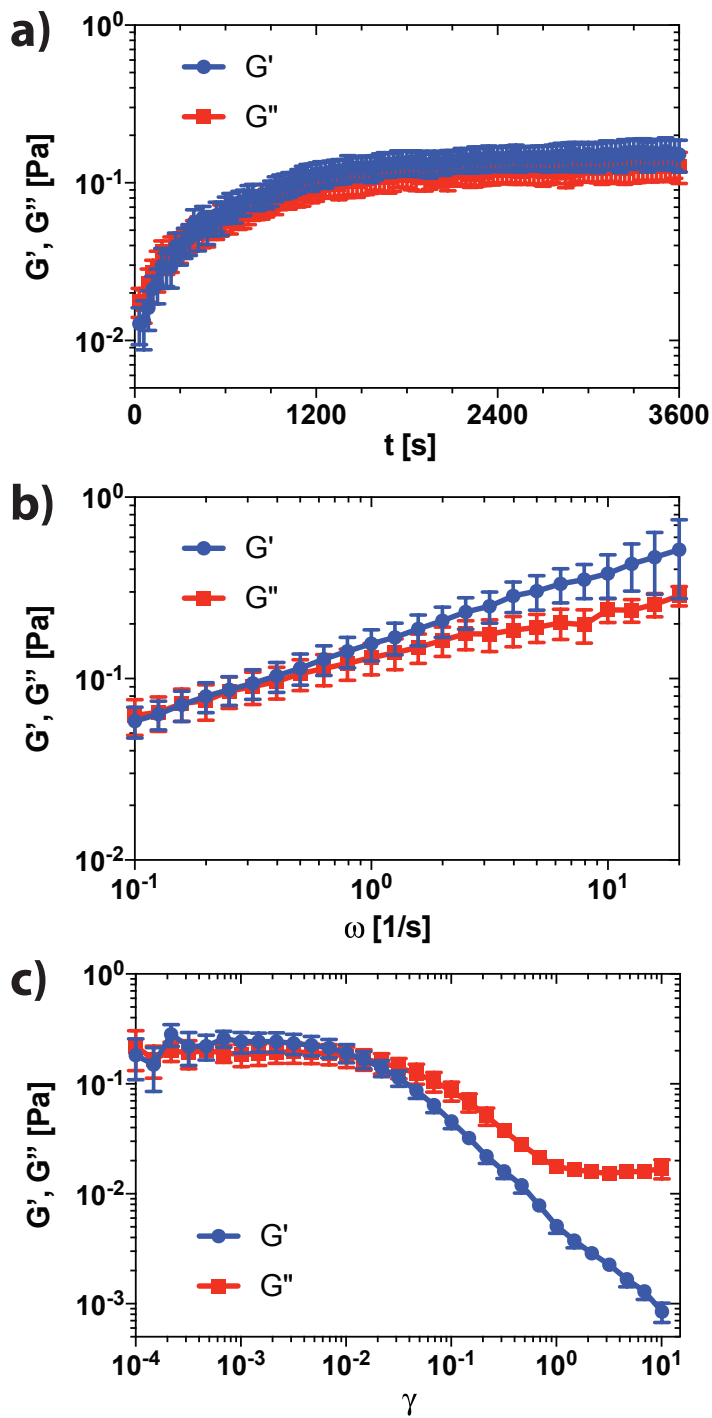 a)
10⁰
10⁻¹
10⁻²
G', G” [Pa]
G'
G"
0
1200
2400
3600
t [s]
b)
10⁰
10⁻¹
10⁻²
G', G” [Pa]
G'
G"
10⁻¹
10⁰
10¹
ω [1/s]
c)
10⁰
10⁻¹
10⁻²
10⁻³
G', G” [Pa]
G'
G"
10⁻⁴
10⁻³
10⁻²
10⁻¹
10⁰
10¹
γ